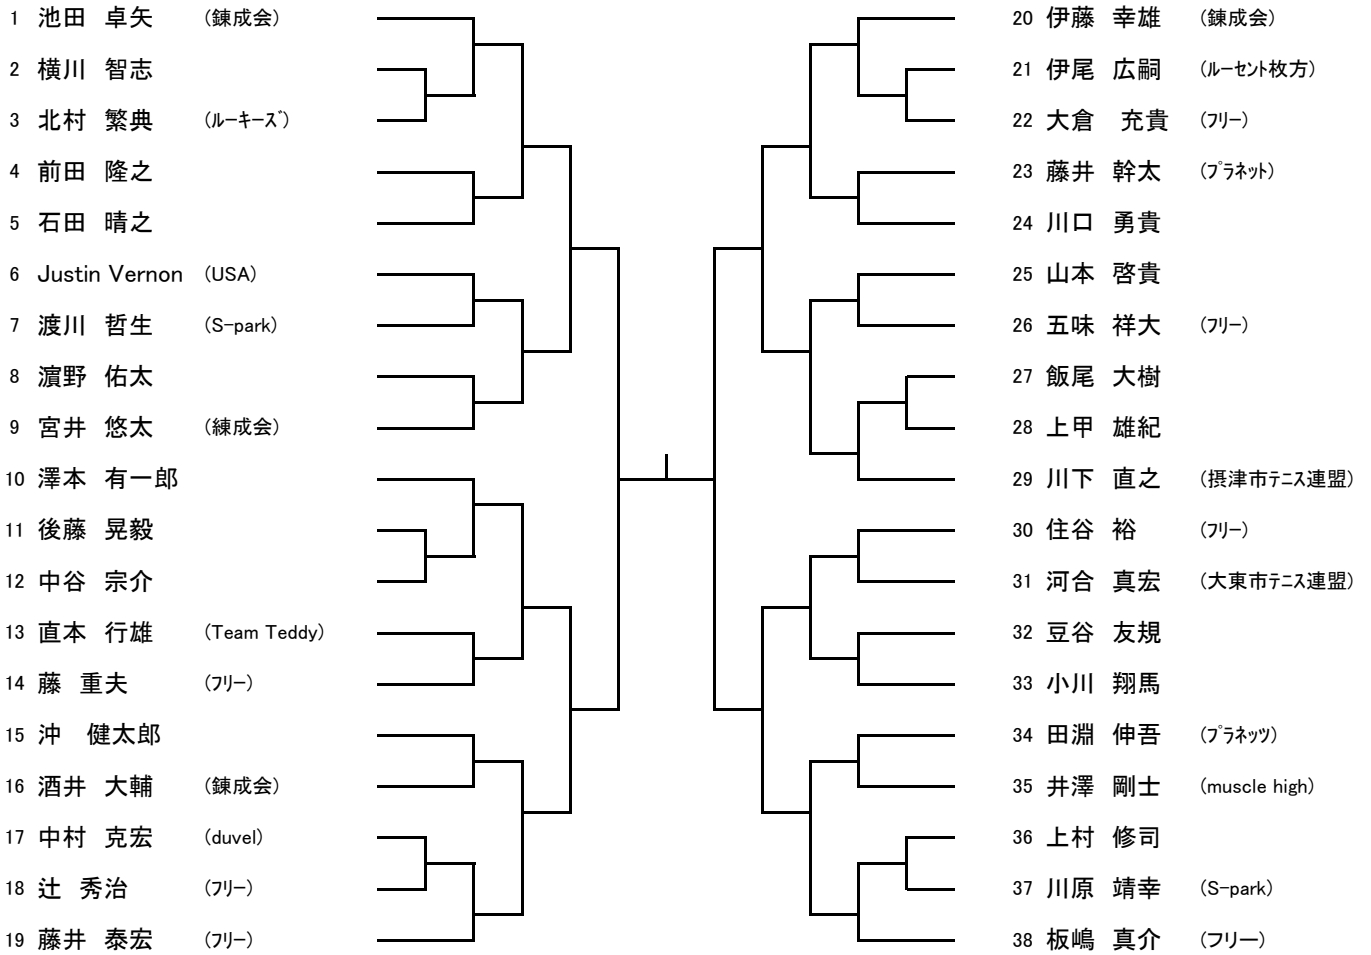 1 池田 卓矢 (錬成会)
2 横川 智志
3 北村 繁典 (ﾙｰｷｰｽﾞ)
4 前田 隆之
5 石田 晴之
6 Justin Vernon (USA)
7 渡川 哲生 (S-park)
8 濵野 佑太
9 宮井 悠太 (練成会)
10 澤本 有一郎
11 後藤 晃毅
12 中谷 宗介
13 直本 行雄 (Team Teddy)
14 藤 重夫 (ﾌﾘｰ)
15 沖 健太郎
16 酒井 大輔 (錬成会)
17 中村 克宏 (duvel)
18 辻 秀治 (ﾌﾘｰ)
19 藤井 泰宏 (ﾌﾘｰ)
20 伊藤 幸雄 (錬成会)
21 伊尾 広嗣 (ﾙｰｾﾝﾄ枚方)
22 大倉 充貴 (ﾌﾘｰ)
23 藤井 幹太 (ﾌﾟﾗﾈｯﾄ)
24 川口 勇貴
25 山本 啓貴
26 五味 祥大 (ﾌﾘｰ)
27 飯尾 大樹
28 上甲 雄紀
29 川下 直之 (摂津市ﾃﾆｽ連盟)
30 住谷 裕 (ﾌﾘｰ)
31 河合 真宏 (大東市ﾃﾆｽ連盟)
32 豆谷 友規
33 小川 翔馬
34 田淵 伸吾 (ﾌﾟﾗﾈｯﾂ)
35 井澤 剛士 (muscle high)
36 上村 修司
37 川原 靖幸 (S-park)
38 板嶋 真介 (フリー)